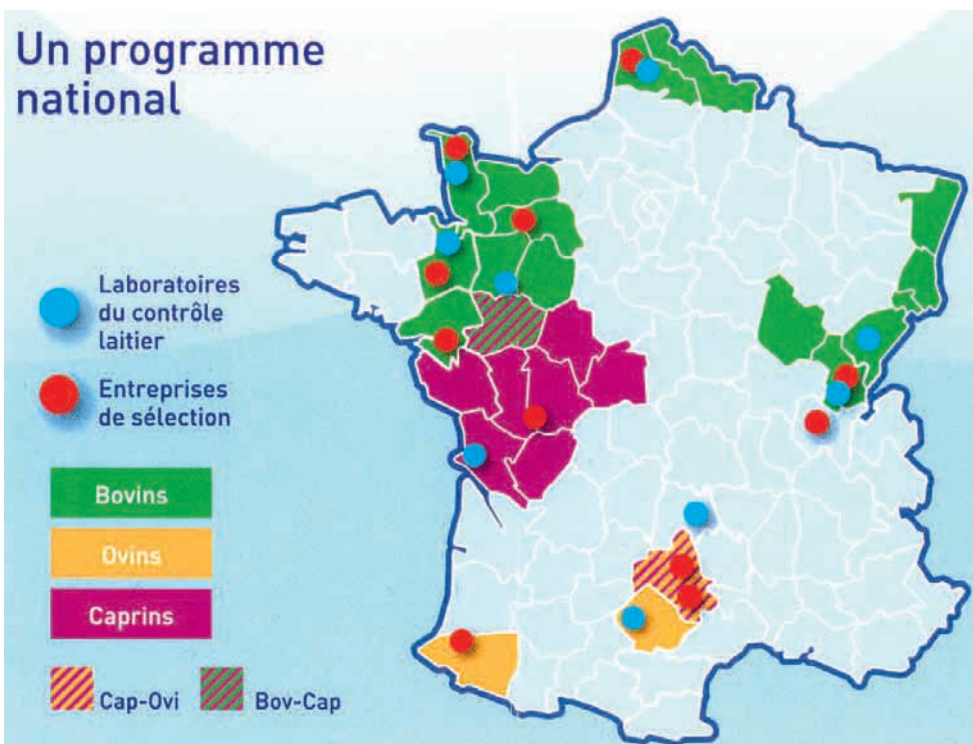 Un programme
national
Laboratoires
du contrôle
laitier
Entreprises
de sélection
Bovins
Ovins
Caprins
Cap-Ovi
Bov-Cap